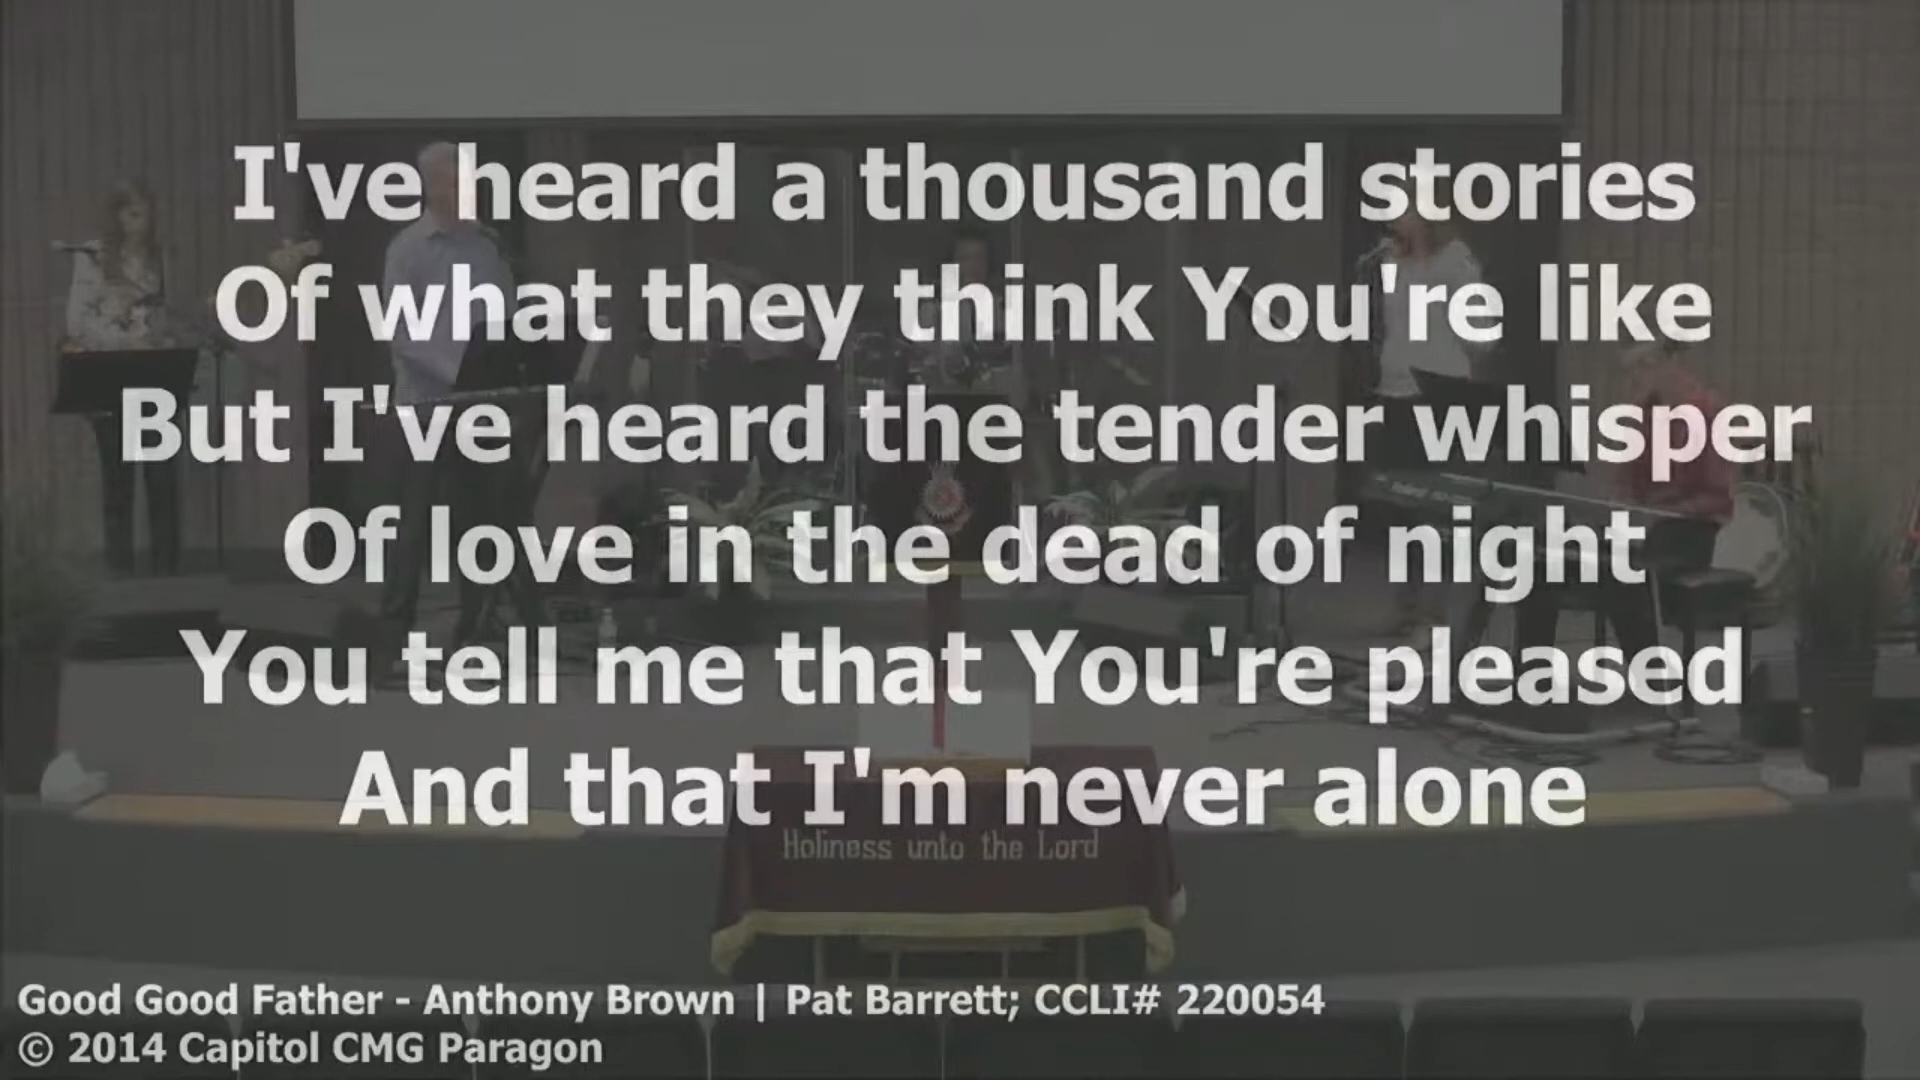 I've heard a thousand stories
Of what they think You're like
But I've heard the tender whisper
Of love in the dead of night
You tell me that You're pleased
And that I'm never alone
Holiness unto the Lord
Good Good Father - Anthony Brown | Pat Barrett; CCLI# 220054
© 2014 Capitol CMG Paragon